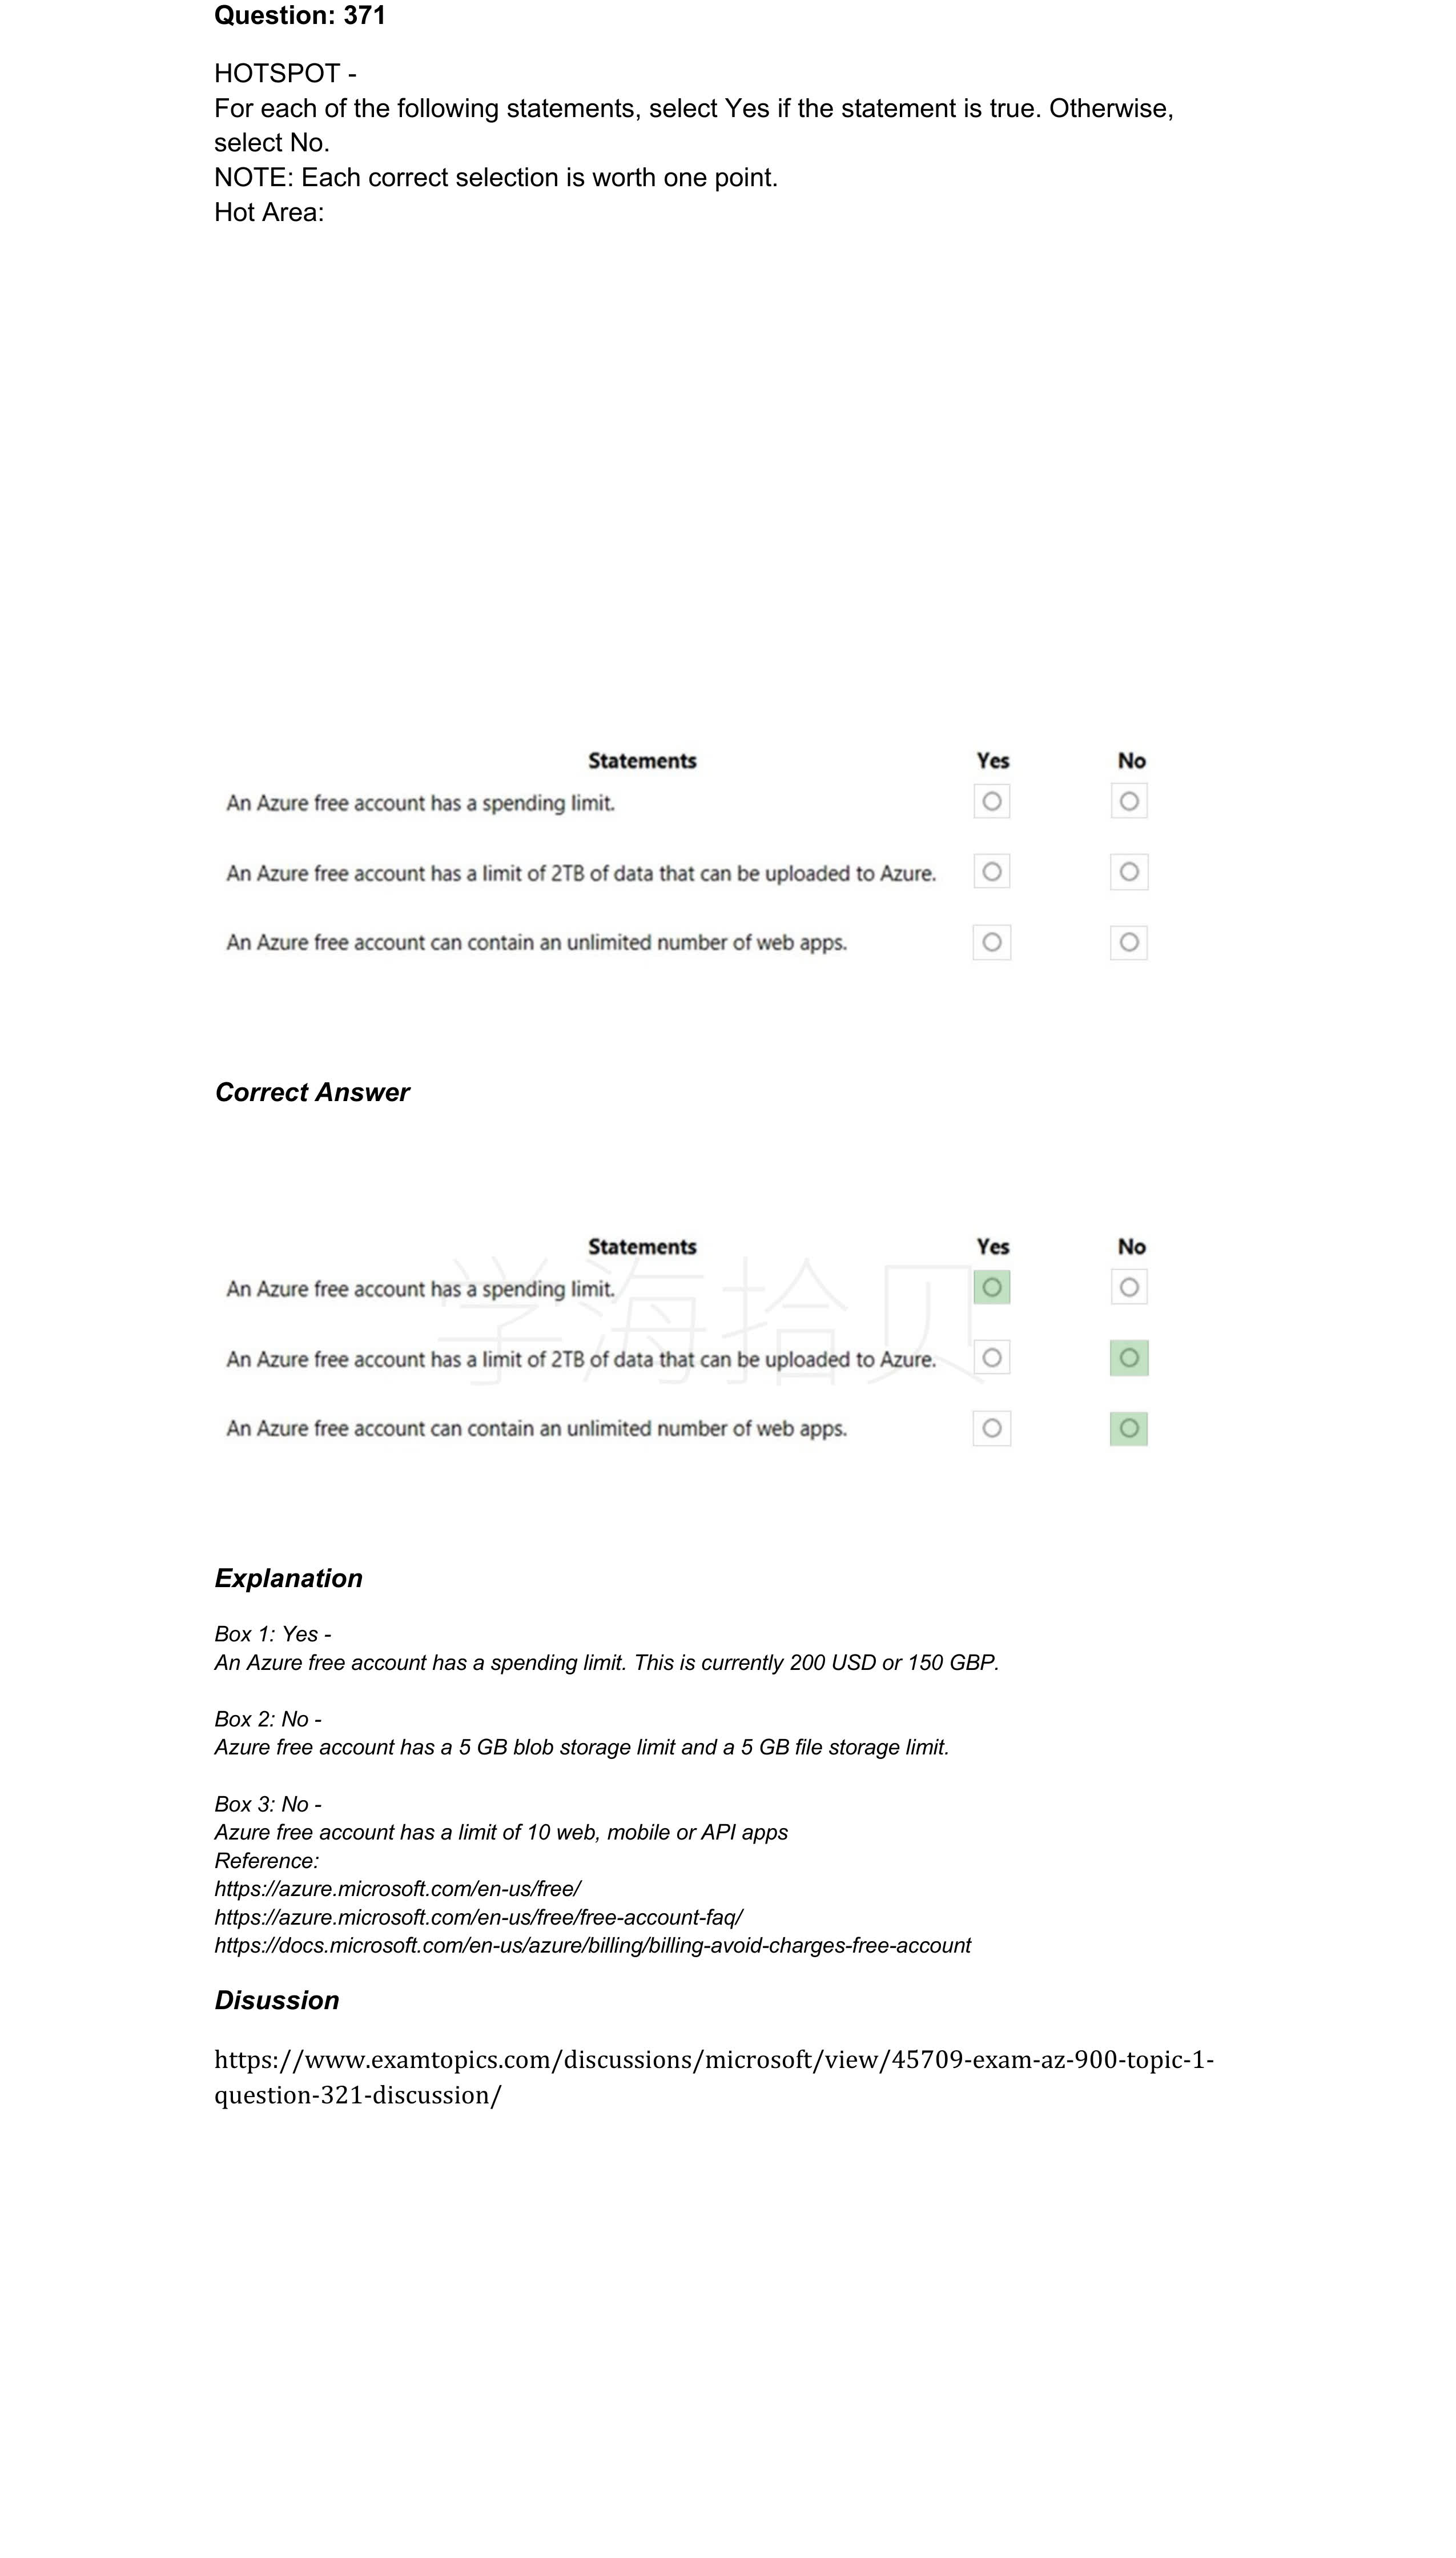 Question: 371
HOTSPOT -
For each of the following statements, select Yes if the statement is true. Otherwise,
select No.
NOTE: Each correct selection is worth one point.
Hot Area:
Statements Yes No
An Azure free account has a spending limit.
An Azure free account has a limit of 2TB of data that can be uploaded to Azure.
An Azure free account can contain an unlimited number of web apps.
Correct Answer
Statements Yes No
学海拾贝
An Azure free account has a spending limit.
An Azure free account has a limit of 2TB of data that can be uploaded to Azure.
An Azure free account can contain an unlimited number of web apps.
Explanation
Box 1: Yes -
An Azure free account has a spending limit. This is currently 200 USD or 150 GBP.
Box 2: No -
Azure free account has a 5 GB blob storage limit and a 5 GB file storage limit.
Box 3: No -
Azure free account has a limit of 10 web, mobile or API apps
Reference:
https://azure.microsoft.com/en-us/free/
https://azure.microsoft.com/en-us/free/free-account-faq/
https://docs.microsoft.com/en-us/azure/billing/billing-avoid-charges-free-account
Disussion
https://www.examtopics.com/discussions/microsoft/view/45709-exam-az-900-topic-1-
question-321-discussion/